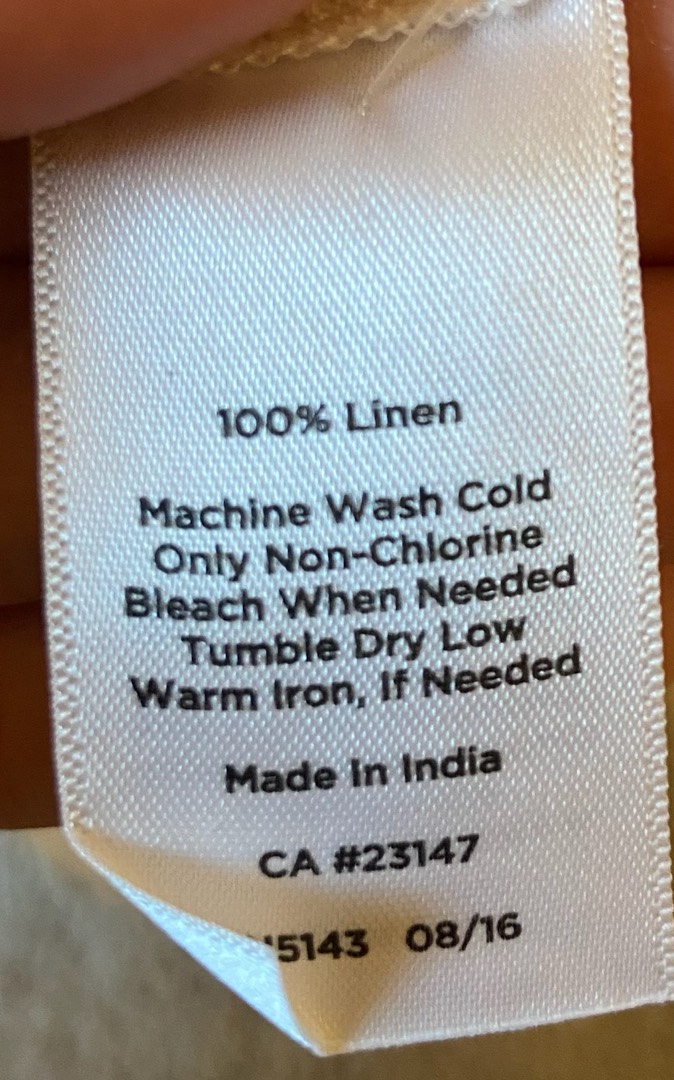 100% Linen
Machine Wash Cold
Only Non-Chlorine
Bleach When Needed
Tumble Dry Low
Warm Iron, If Needed
Made In India
CA #23147
08/16